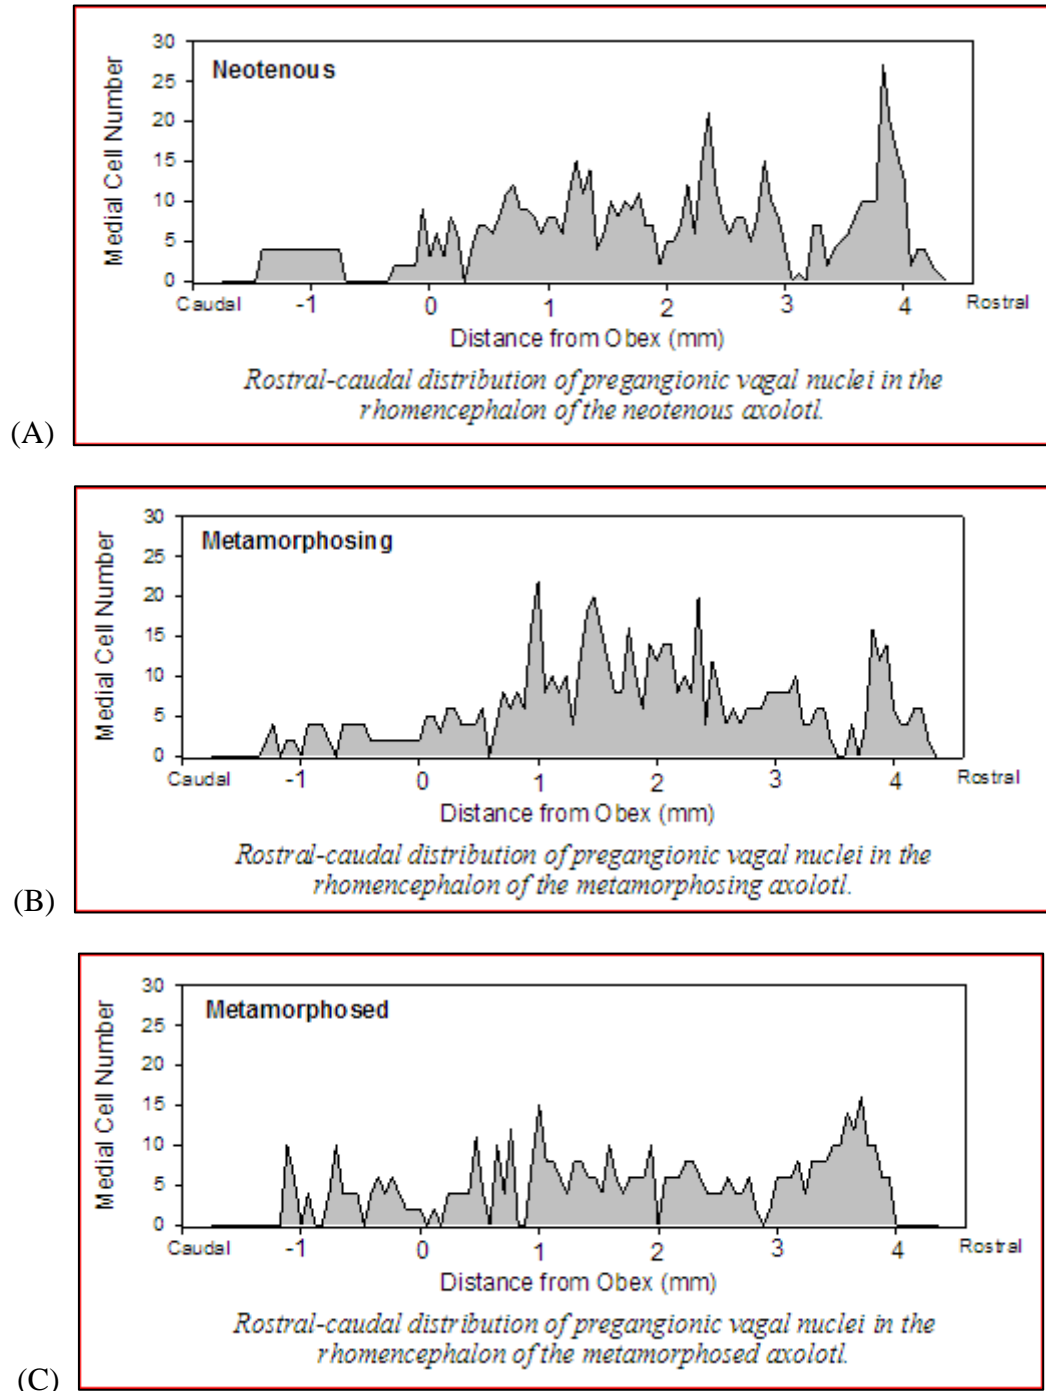 30
25
20
15
10
5
0
Medial Cell Number
Neotenous
Caudal -1 0 1 2 3 4 Rostral
Distance from Obex (mm)
Rostral-caudal distribution of pregangionic vagal nuclei in the
rhomencephalon of the neotenous axolotl.
(A)
30
25
20
15
10
5
0
Medial Cell Number
Metamorphosing
Caudal -1 0 1 2 3 4 Rostral
Distance from Obex (mm)
Rostral-caudal distribution of pregangionic vagal nuclei in the
rhomencephalon of the metamorphosing axolotl.
(B)
30
25
20
15
10
5
0
Medial Cell Number
Metamorphosed
Caudal -1 0 1 2 3 4 Rostral
Distance from Obex (mm)
Rostral-caudal distribution of pregangionic vagal nuclei in the
rhomencephalon of the metamorphosed axolotl.
(C)